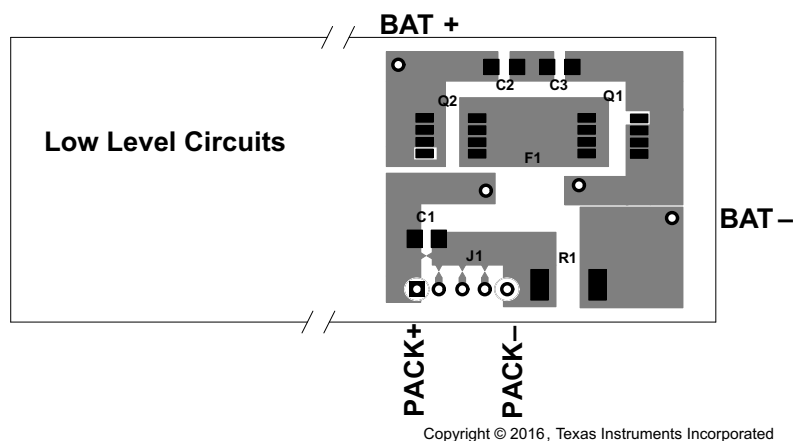 BAT +
C2
C3
Q2
Q1
Low Level Circuits
F1
C1
BAT –
J1
R1
PACK+
PACK–
Copyright © 2016, Texas Instruments Incorporated